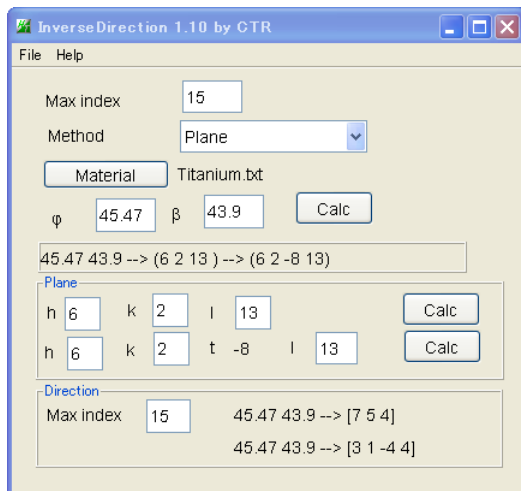 InverseDirection 1.10 by CTR
File Help
Max index 15
Method Plane
Material Titanium.txt
φ 45.47 β 43.9 Calc
45.47 43.9 --> (6 2 13 ) --> (6 2 -8 13)
Plane
h 6 k 2 l 13 Calc
h 6 k 2 t -8 l 13 Calc
Direction
Max index 15 45.47 43.9 --> [7 5 4]
45.47 43.9 --> [3 1 -4 4]